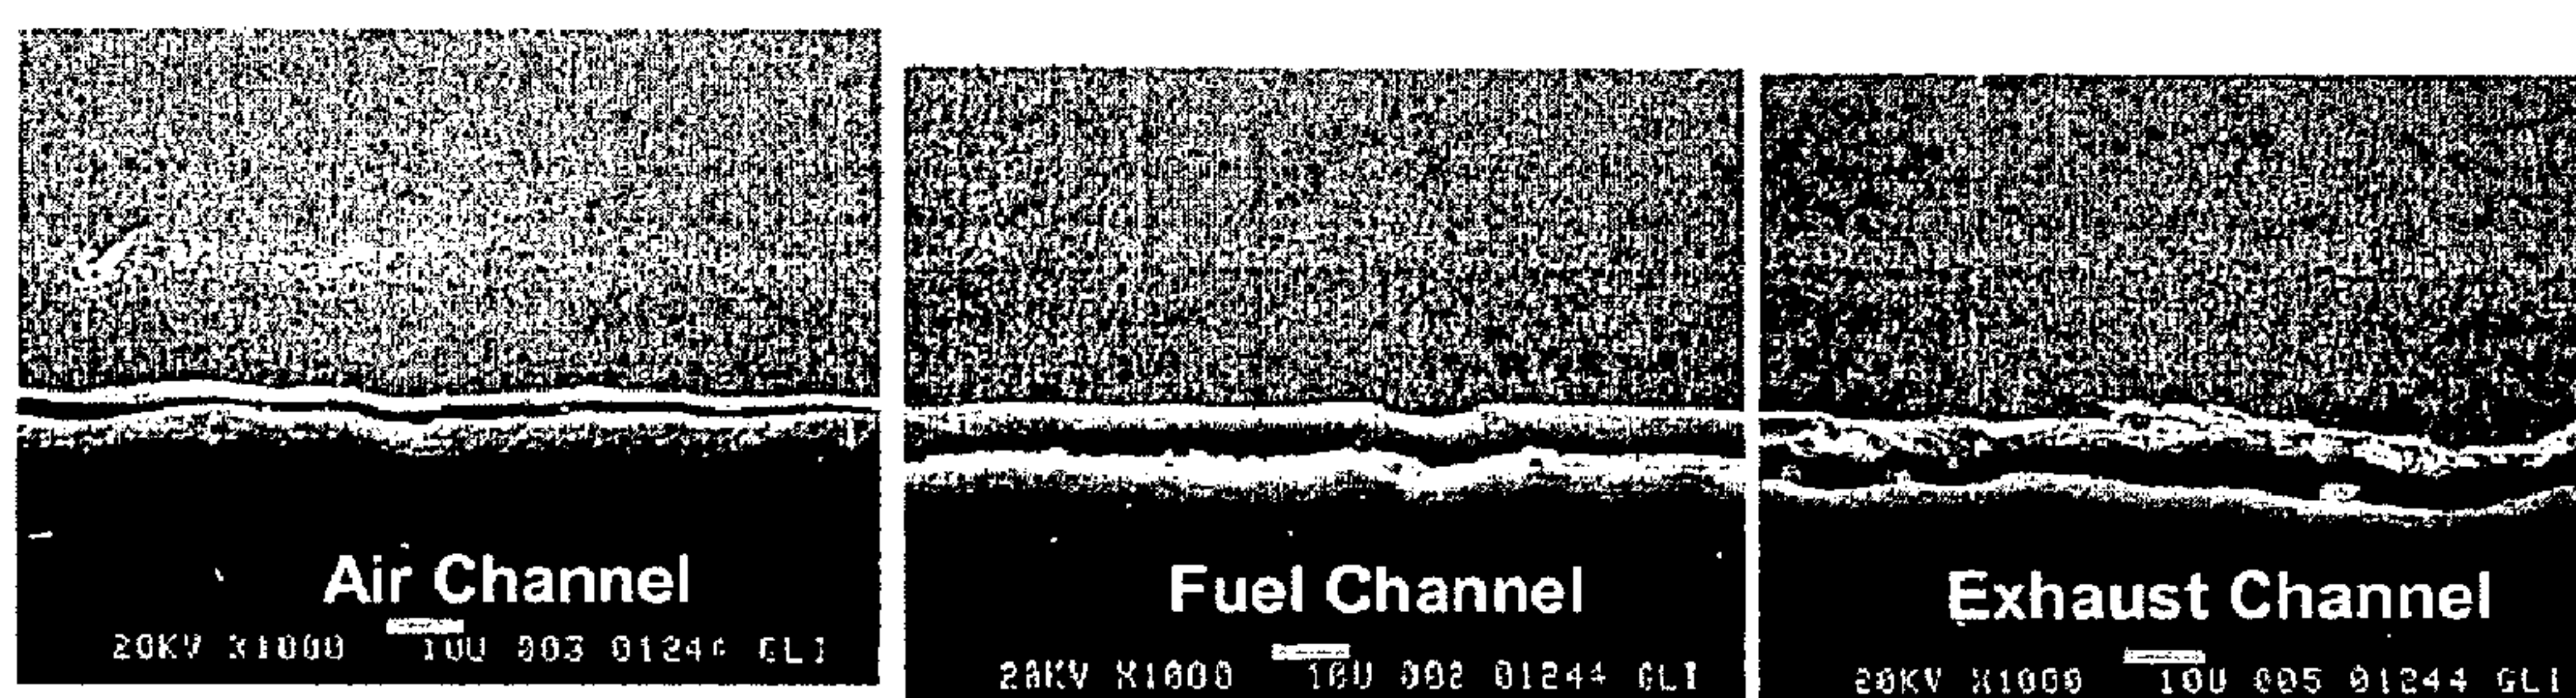 Air Channel
20KV X1000 10U 003 01244 GLI
Fuel Channel
20KV X1000 10U 002 01244 GLI
Exhaust Channel
20KV X1000 10U 005 01244 GLI